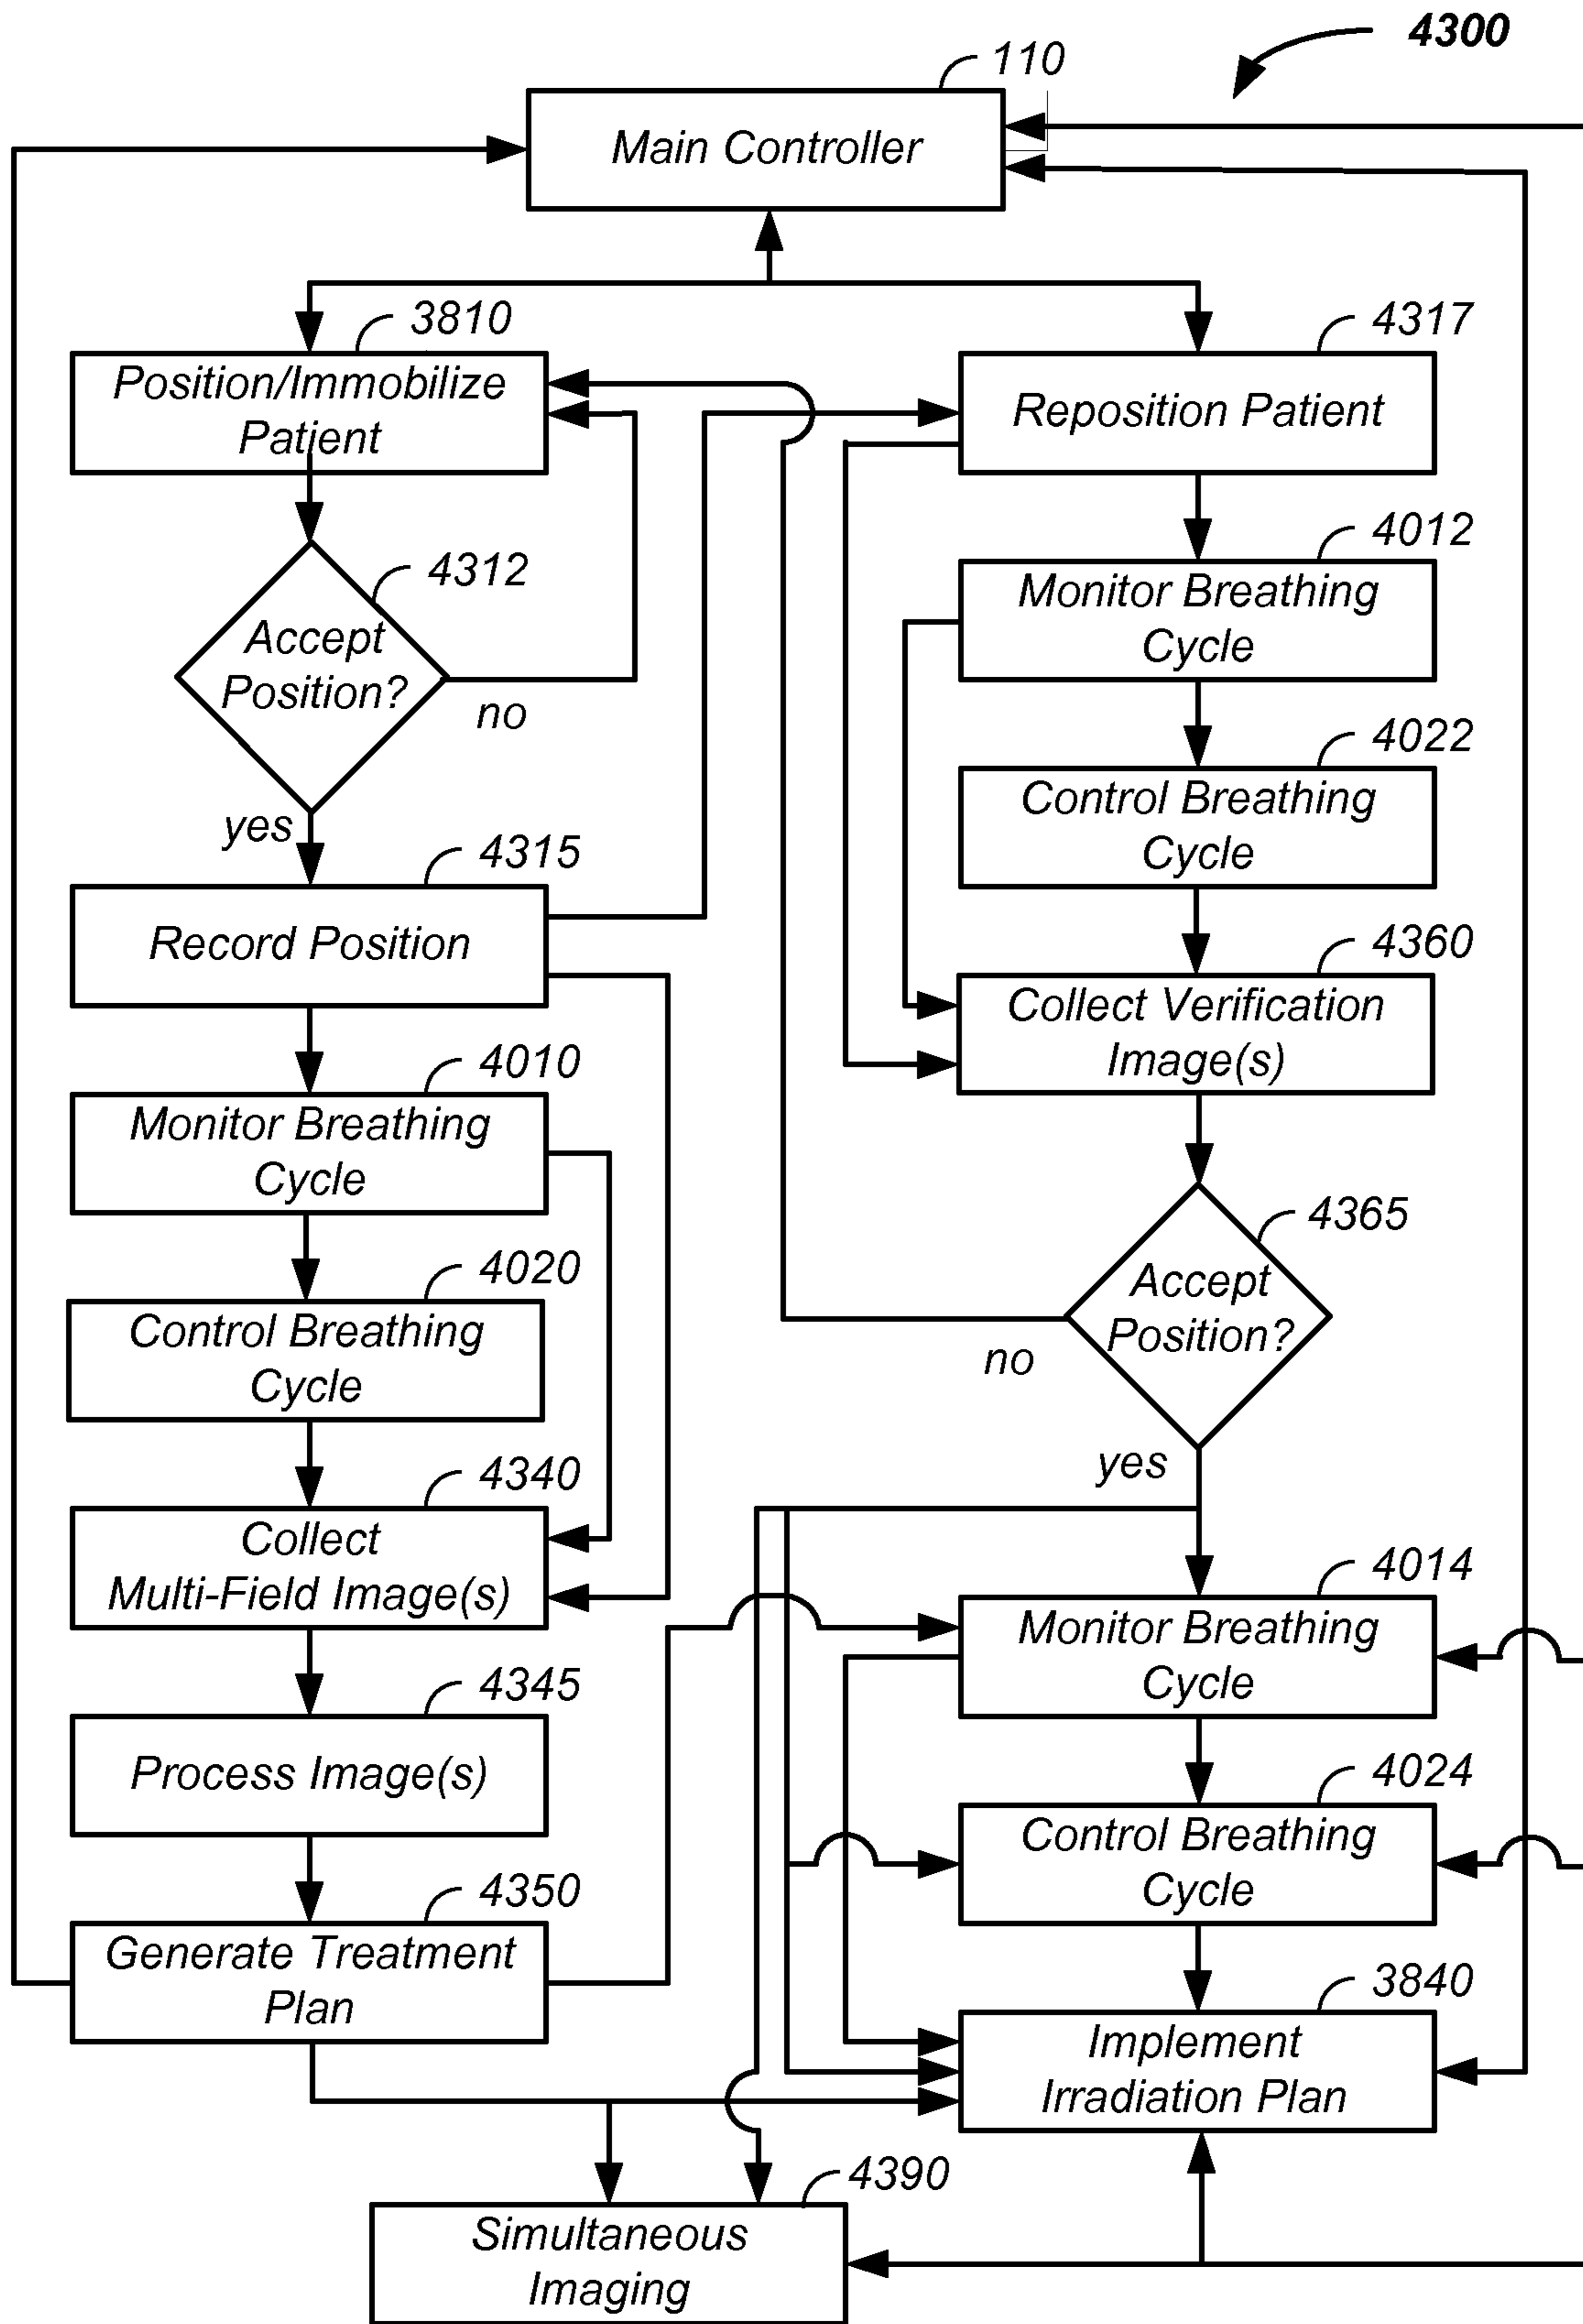 4300
110
Main Controller
3810
Position/Immobilize
Patient
4312
Accept
Position?
no
yes
4315
Record Position
4010
Monitor Breathing
Cycle
4020
Control Breathing
Cycle
4340
Collect
Multi-Field Image(s)
4345
Process Image(s)
4350
Generate Treatment
Plan
4317
Reposition Patient
4012
Monitor Breathing
Cycle
4022
Control Breathing
Cycle
4360
Collect Verification
Image(s)
4365
Accept
Position?
no
yes
4014
Monitor Breathing
Cycle
4024
Control Breathing
Cycle
3840
Implement
Irradiation Plan
4390
Simultaneous
Imaging